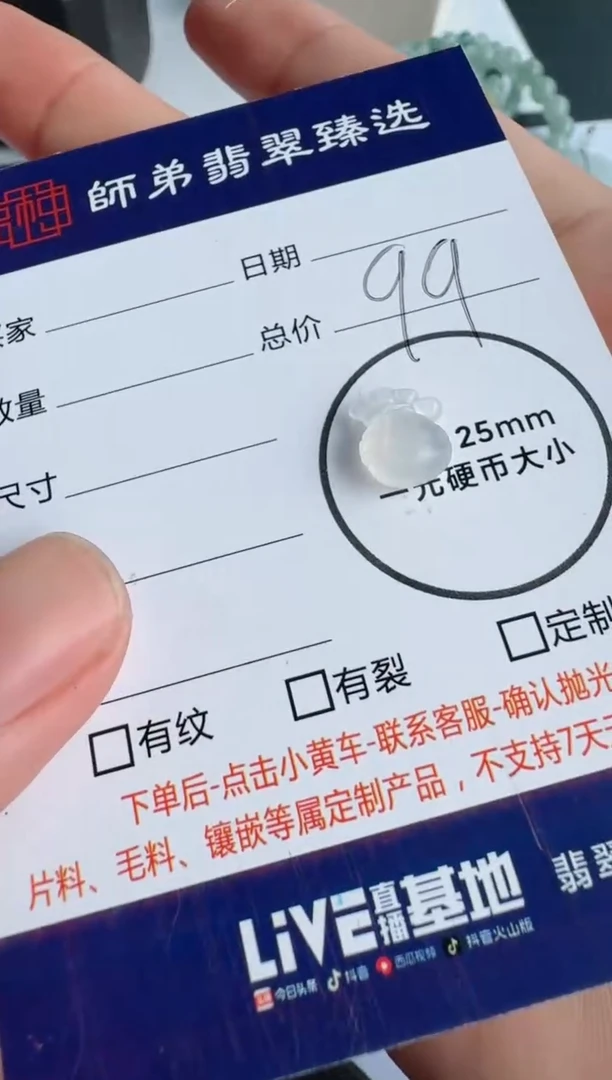 師弟翡翠臻选
日期
家
总价 99
数量
25mm
一元硬币大小
尺寸
定制
有裂
有纹
下单后-点击小黄车-联系客服-确认抛光
片料、毛料、镶嵌等属定制产品，不支持7天
翡翠
LiVE直播基地
今日头条 抖音 西瓜视频 抖音火山版